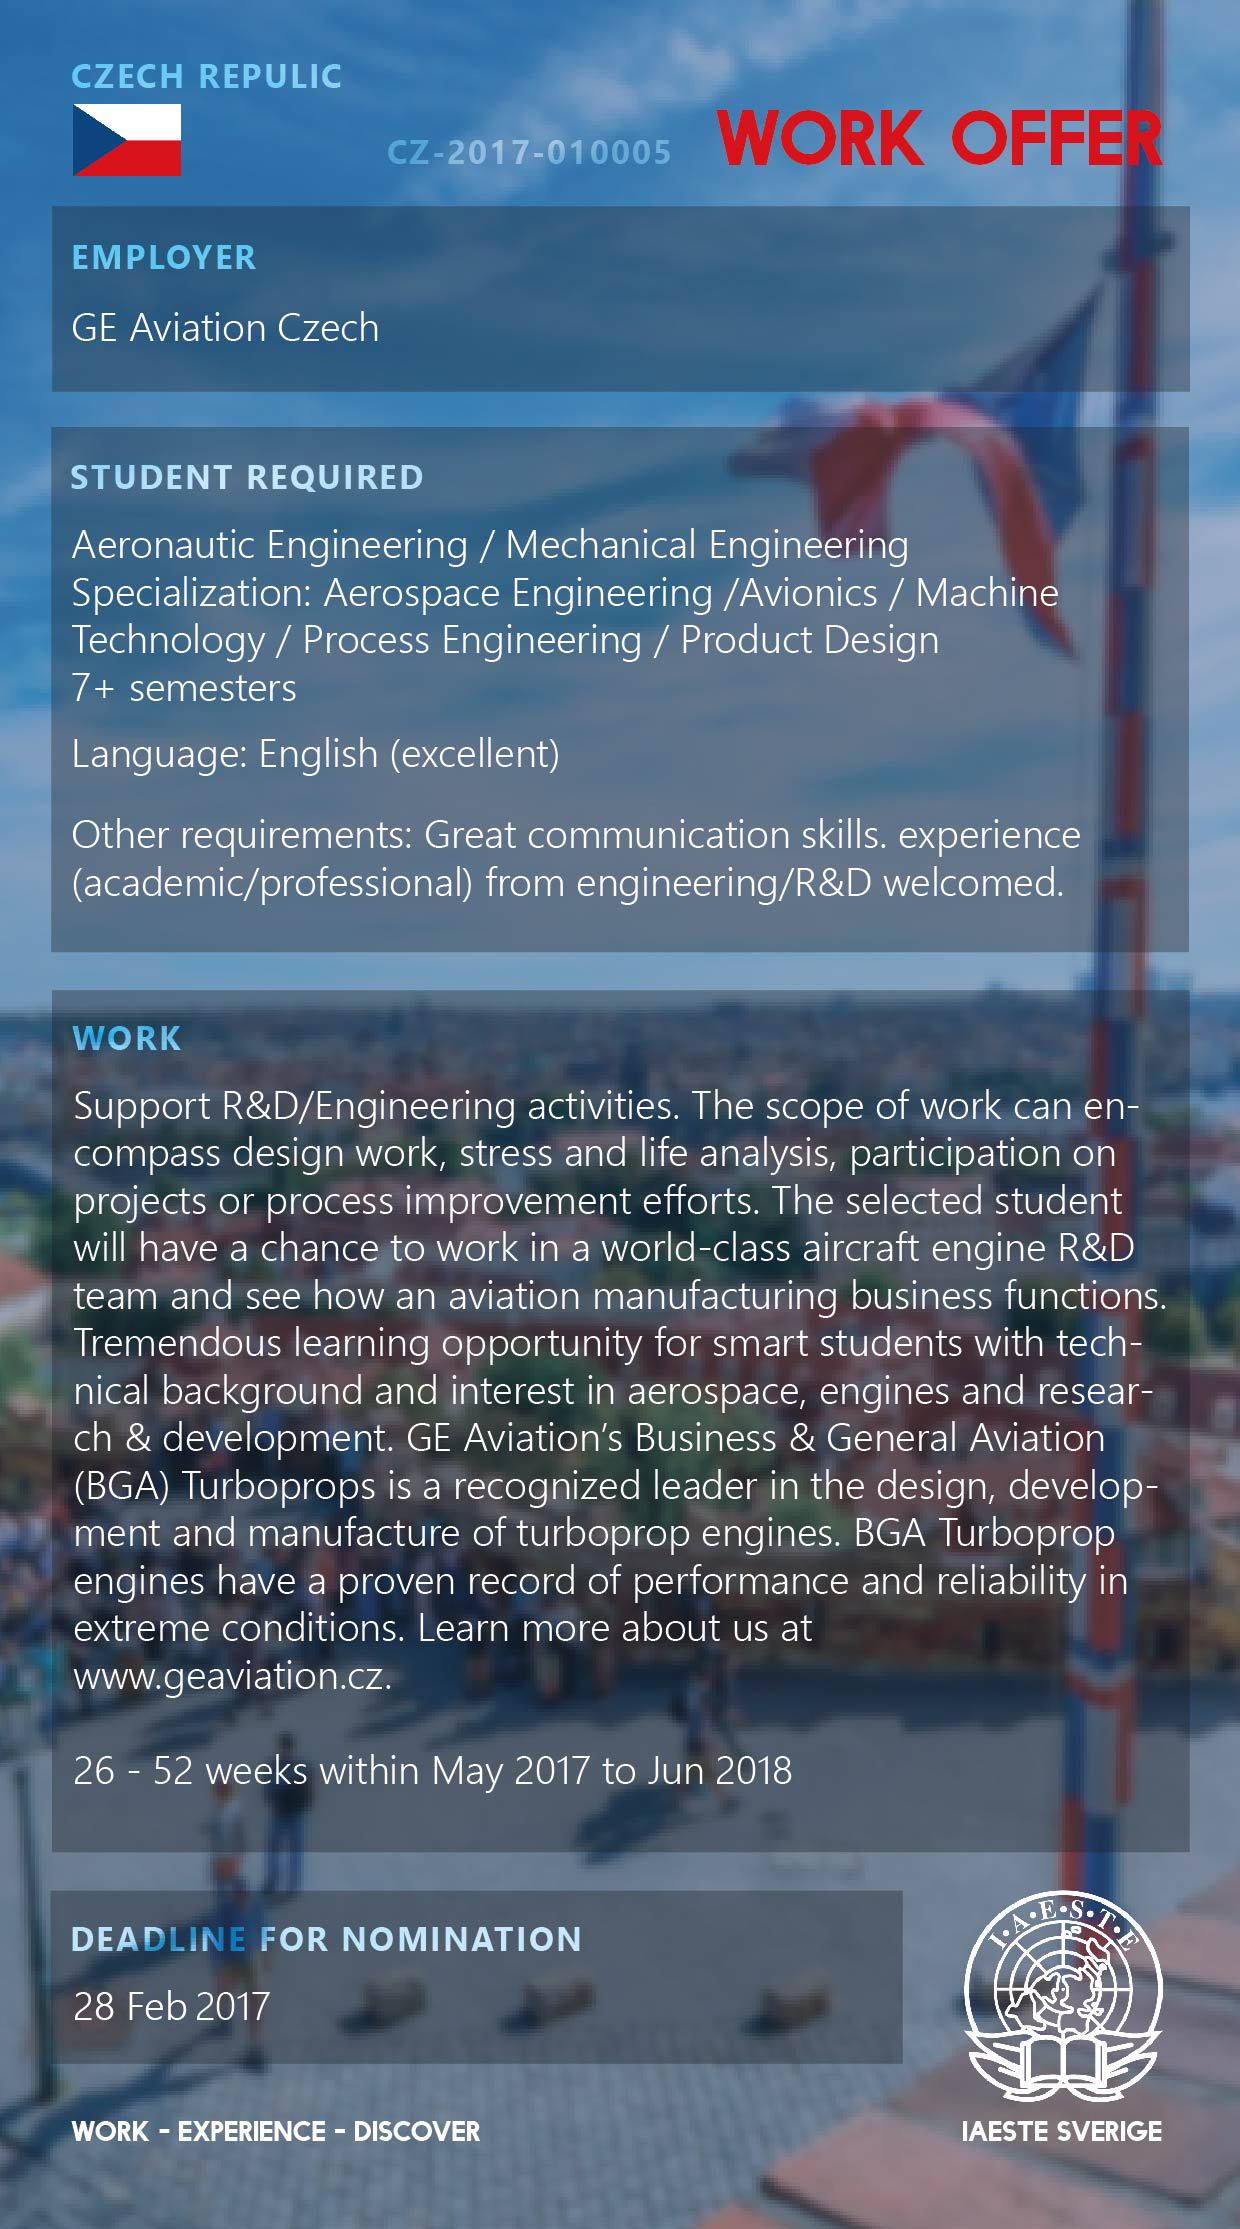 CZECH REPULIC
CZ-2017-010005
WORK OFFER
EMPLOYER
GE Aviation Czech
STUDENT REQUIRED
Aeronautic Engineering / Mechanical Engineering
Specialization: Aerospace Engineering /Avionics / Machine
Technology / Process Engineering / Product Design
7+ semesters
Language: English (excellent)
Other requirements: Great communication skills. experience
(academic/professional) from engineering/R&D welcomed.
WORK
Support R&D/Engineering activities. The scope of work can en-
compass design work, stress and life analysis, participation on
projects or process improvement efforts. The selected student
will have a chance to work in a world-class aircraft engine R&D
team and see how an aviation manufacturing business functions.
Tremendous learning opportunity for smart students with tech-
nical background and interest in aerospace, engines and resear-
ch & development. GE Aviation’s Business & General Aviation
(BGA) Turboprops is a recognized leader in the design, develop-
ment and manufacture of turboprop engines. BGA Turboprop
engines have a proven record of performance and reliability in
extreme conditions. Learn more about us at
www.geaviation.cz.
26 - 52 weeks within May 2017 to Jun 2018
DEADLINE FOR NOMINATION
28 Feb 2017
I·A·E·S·T·E
WORK - EXPERIENCE - DISCOVER
IAESTE SVERIGE